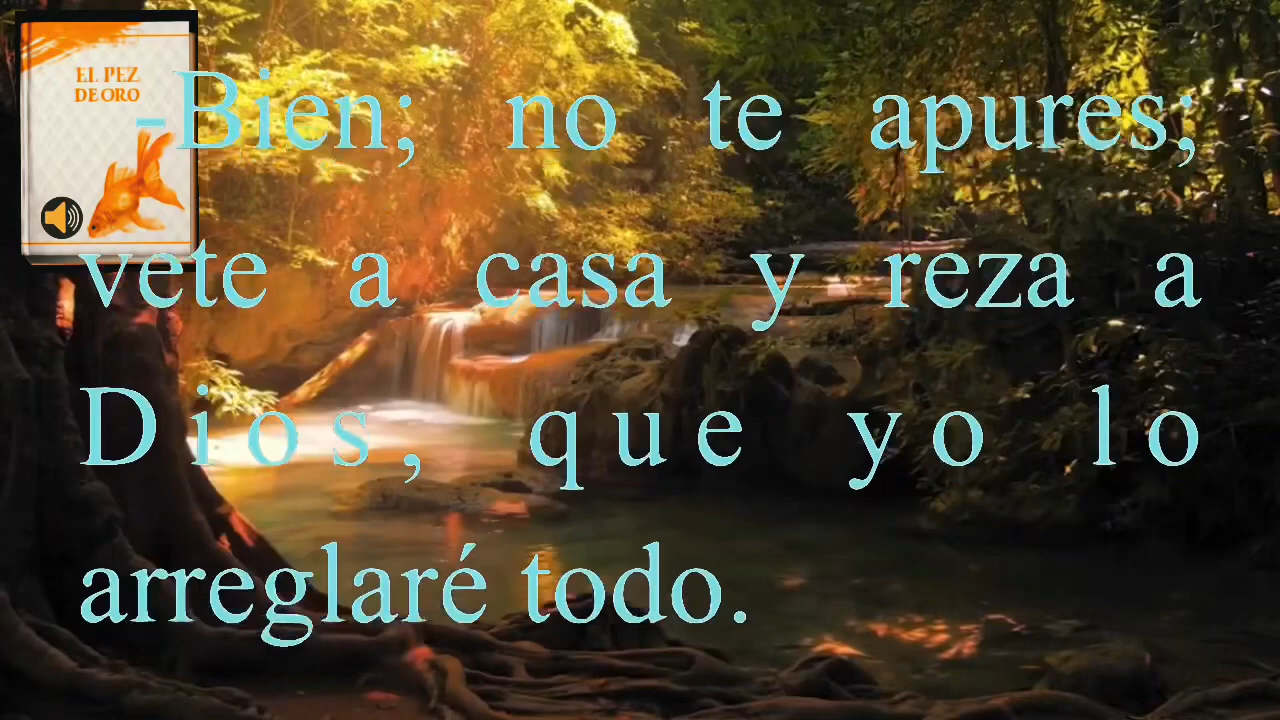 EL PEZ
DE ORO
-Bien; no te apures;
vete a casa y reza a
Dios, que yo lo
arreglaré todo.